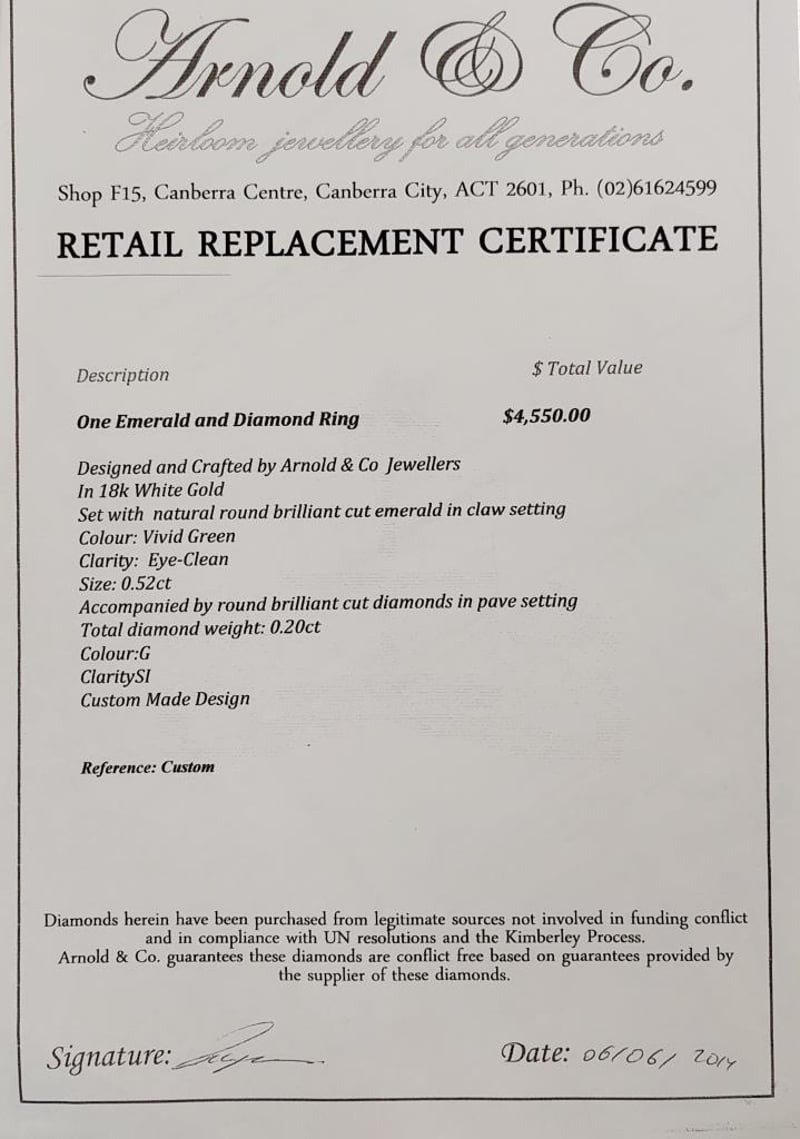 Arnold & Co.
Heirloom jewellery for all generations
Shop F15, Canberra Centre, Canberra City, ACT 2601, Ph. (02)61624599
RETAIL REPLACEMENT CERTIFICATE
Description $ Total Value
One Emerald and Diamond Ring $4,550.00
Designed and Crafted by Arnold & Co Jewellers
In 18k White Gold
Set with natural round brilliant cut emerald in claw setting
Colour: Vivid Green
Clarity: Eye-Clean
Size: 0.52ct
Accompanied by round brilliant cut diamonds in pave setting
Total diamond weight: 0.20ct
Colour:G
ClaritySI
Custom Made Design
Reference: Custom
Diamonds herein have been purchased from legitimate sources not involved in funding conflict
and in compliance with UN resolutions and the Kimberley Process.
Arnold & Co. guarantees these diamonds are conflict free based on guarantees provided by
the supplier of these diamonds.
Signature: Date: 06/06/ 2014